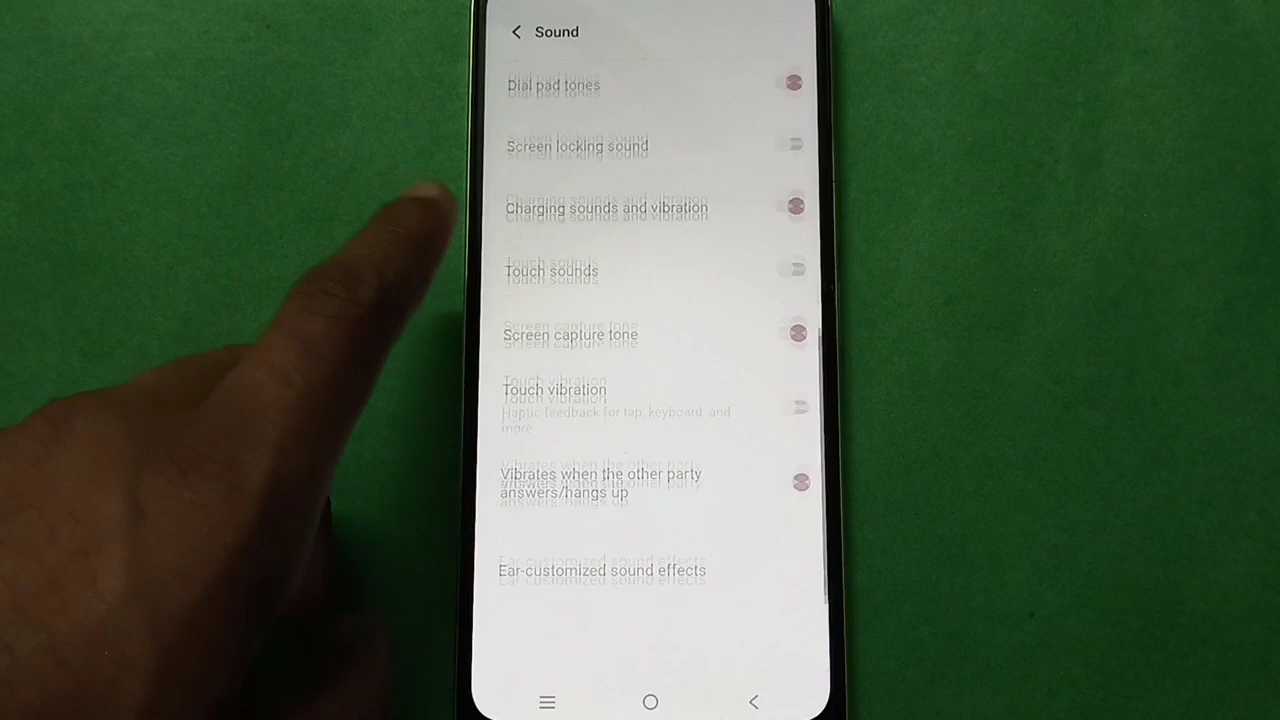 Sound
Dial pad tones
Screen locking sound
Charging sounds and vibration
Touch sounds
Screen capture tone
Touch vibration
Haptic feedback for tap, keyboard, and
more
Vibrates when the other party
answers/hangs up
Ear-customized sound effects